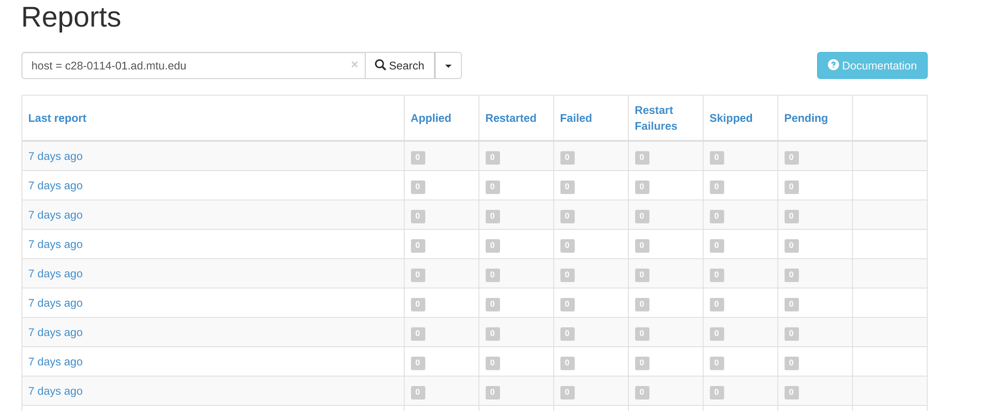 Reports
host = c28-0114-01.ad.mtu.edu × Search Documentation
Last report Applied Restarted Failed Restart Failures Skipped Pending
7 days ago 0 0 0 0 0 0
7 days ago 0 0 0 0 0 0
7 days ago 0 0 0 0 0 0
7 days ago 0 0 0 0 0 0
7 days ago 0 0 0 0 0 0
7 days ago 0 0 0 0 0 0
7 days ago 0 0 0 0 0 0
7 days ago 0 0 0 0 0 0
7 days ago 0 0 0 0 0 0